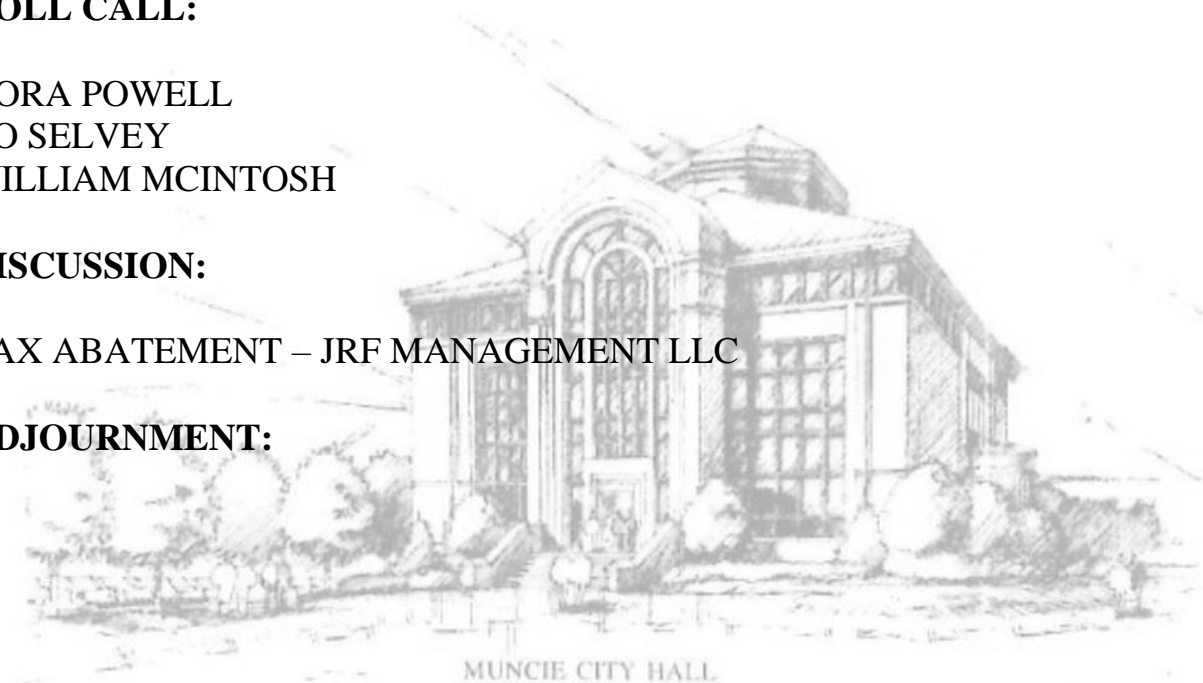 OLL CALL:
ORA POWELL
O SELVEY
ILLIAM MCINTOSH
ISCUSSION:
AX ABATEMENT – JRF MANAGEMENT LLC
DJOURNMENT:
MUNCIE CITY HALL